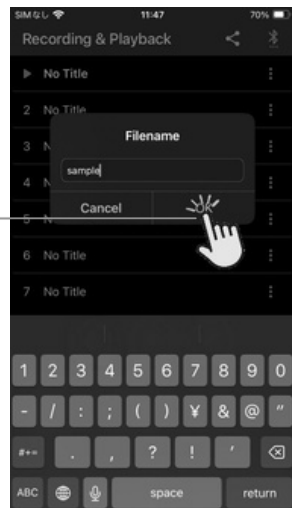 SIMなし 11:47 70%
Recording & Playback
No Title
2 No Title
3 N
Filename
4 N
sample
Cancel OK
5 N
6 No Title
7 No Title
1 2 3 4 5 6 7 8 9 0
- / : ; ( ) ¥ & @ "
#+= . , ? ! ' 
ABC space return